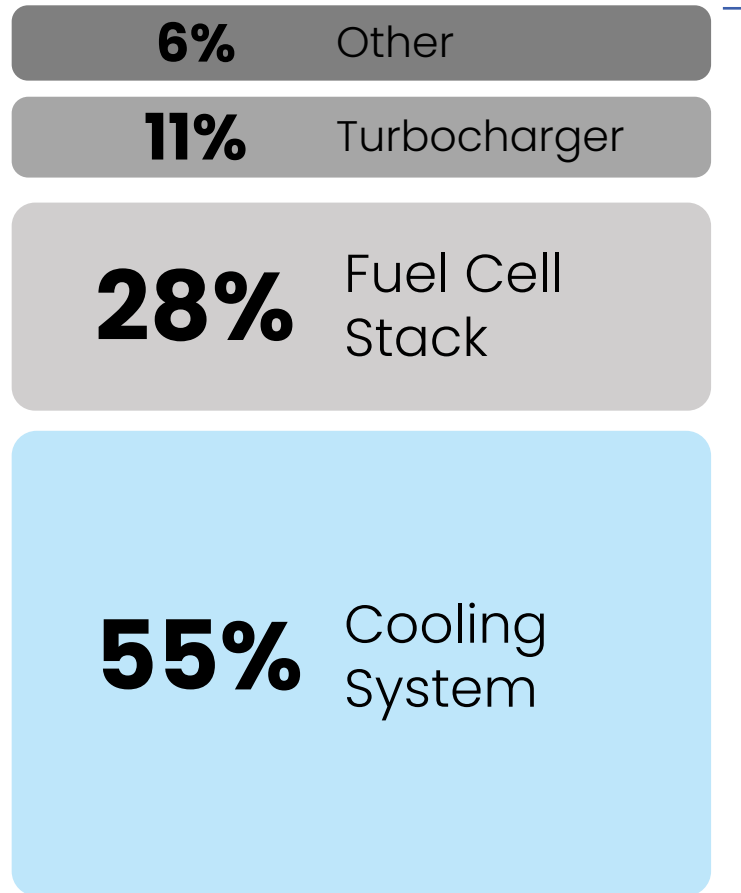 6% Other
11% Turbocharger
28% Fuel Cell
Stack
55% Cooling
System